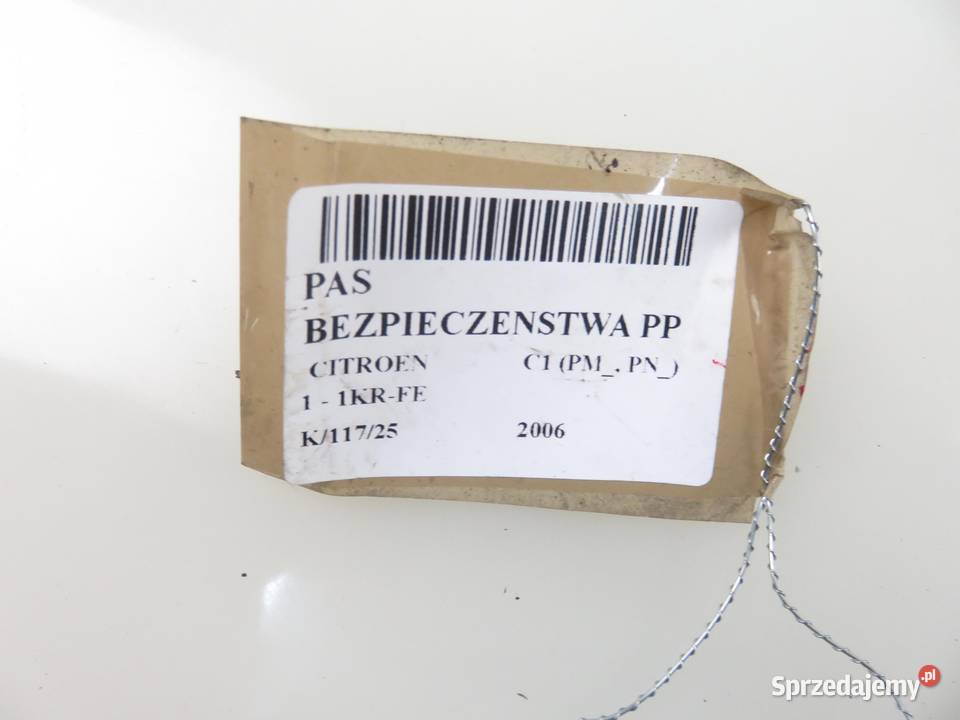 PAS
BEZPIECZENSTWA PP
CITROEN C1 (PM_, PN_)
1 - 1KR-FE
K/117/25 2006
Sprzedajemy.pl